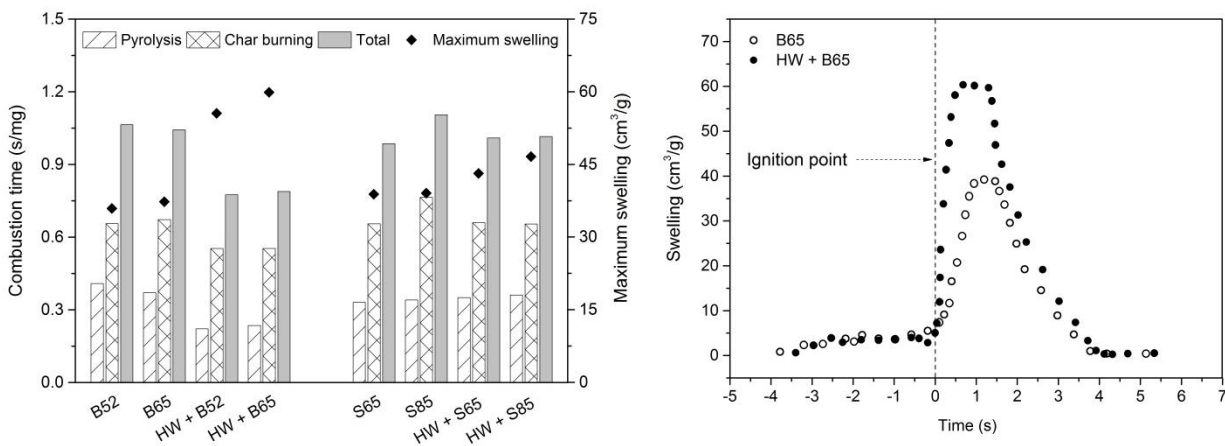 1.5
1.2
0.9
0.6
0.3
0.0
Combustion time (s/mg)
Pyrolysis
Char burning
Total
Maximum swelling
75
60
45
30
15
0
Maximum swelling (cm³/g)
B52
B65
HW + B52
HW + B65
S65
S85
HW + S65
HW + S85
70
60
50
40
30
20
10
0
Swelling (cm³/g)
B65
HW + B65
Ignition point
-5 -4 -3 -2 -1 0 1 2 3 4 5 6 7
Time (s)